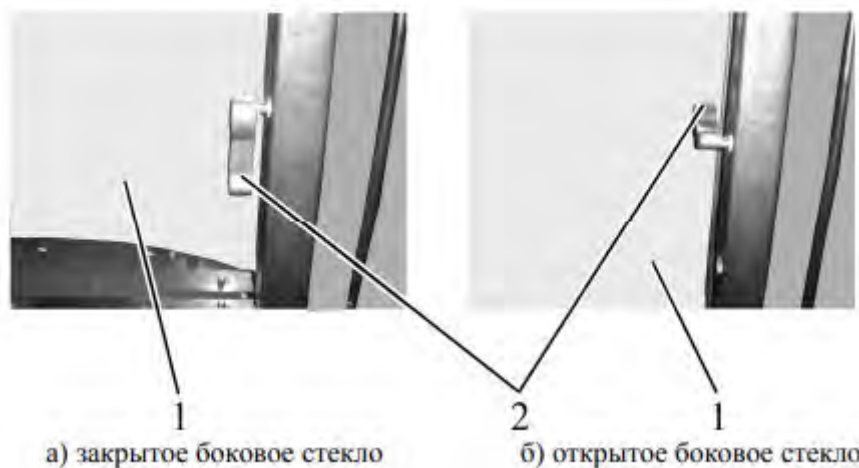 1 2 1
а) закрытое боковое стекло б) открытое боковое стекло